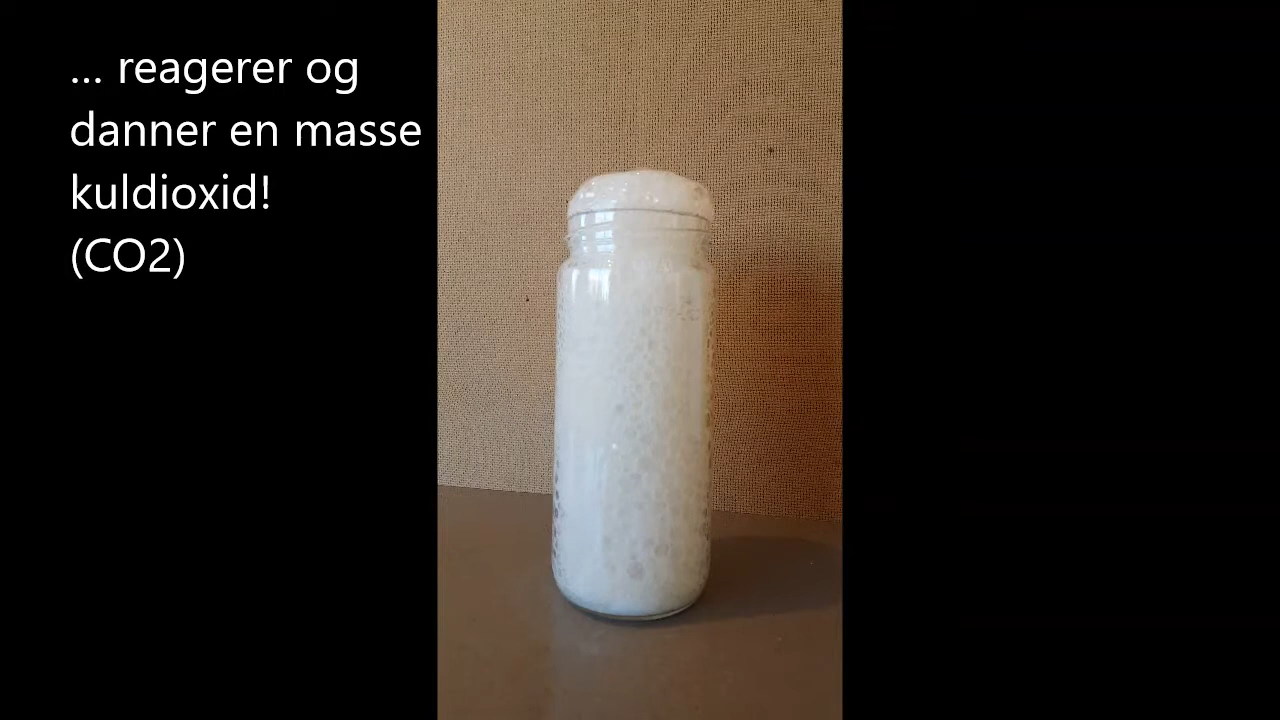 ... reagerer og
danner en masse
kuldioxid!
(CO2)